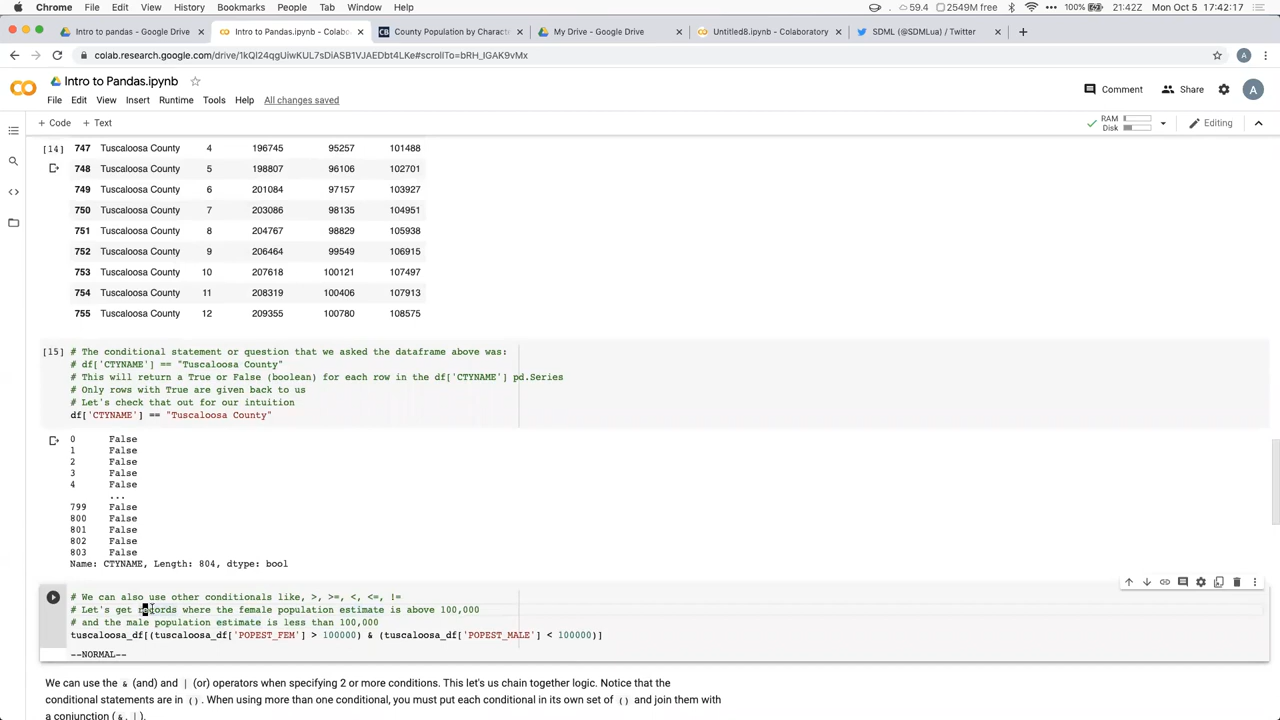 Chrome File Edit View History Bookmarks People Tab Window Help 59.4 2549M free 100% 21:42Z Mon Oct 5 17:42:17
Intro to pandas - Google Drive Intro to Pandas.ipynb - Colabo County Population by Charact My Drive - Google Drive Untitled8.ipynb - Colaboratory SDML (@SDMLua) / Twitter
colab.research.google.com/drive/1kQl24qgUiwKUL7sDiASB1VJAEDbt4LKe#scrollTo=bRH_IGAK9vMx A
CO Intro to Pandas.ipynb
File Edit View Insert Runtime Tools Help All changes saved Comment Share A
+ Code + Text RAM Disk Editing
[14] 747 Tuscaloosa County 4 196745 95257 101488
748 Tuscaloosa County 5 198807 96106 102701
749 Tuscaloosa County 6 201084 97157 103927
750 Tuscaloosa County 7 203086 98135 104951
751 Tuscaloosa County 8 204767 98829 105938
752 Tuscaloosa County 9 206464 99549 106915
753 Tuscaloosa County 10 207618 100121 107497
754 Tuscaloosa County 11 208319 100406 107913
755 Tuscaloosa County 12 209355 100780 108575
[15] # The conditional statement or question that we asked the dataframe above was:
# df['CTYNAME'] == "Tuscaloosa County"
# This will return a True or False (boolean) for each row in the df['CTYNAME'] pd.Series
# Only rows with True are given back to us
# Let's check that out for our intuition
df['CTYNAME'] == "Tuscaloosa County"
0 False
1 False
2 False
3 False
4 False
...
799 False
800 False
801 False
802 False
803 False
Name: CTYNAME, Length: 804, dtype: bool
# We can also use other conditionals like, >, >=, <, <=, !=
# Let's get records where the female population estimate is above 100,000
# and the male population estimate is less than 100,000
tuscaloosa_df[(tuscaloosa_df['POPEST_FEM'] > 100000) & (tuscaloosa_df['POPEST_MALE'] < 100000)]
--NORMAL--
We can use the & (and) and | (or) operators when specifying 2 or more conditions. This let's us chain together logic. Notice that the
conditional statements are in (). When using more than one conditional, you must put each conditional in its own set of () and join them with
a conjunction (&, |).